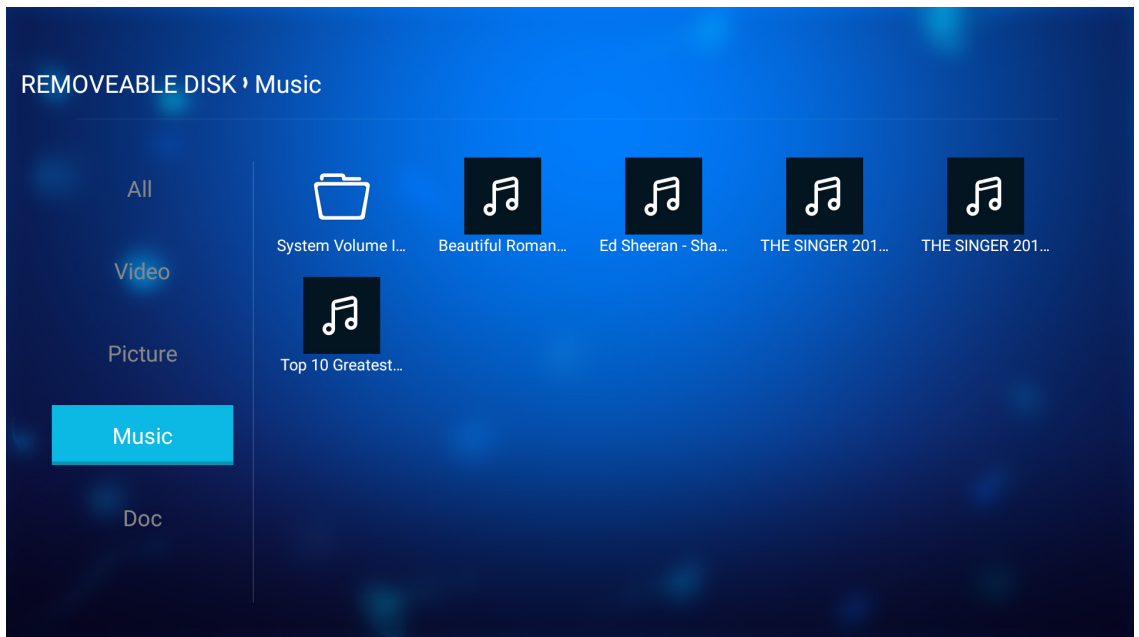 REMOVEABLE DISK › Music
All
Video
Picture
Music
Doc
System Volume I...
Beautiful Roman...
Ed Sheeran - Sha...
THE SINGER 201...
THE SINGER 201...
Top 10 Greatest...